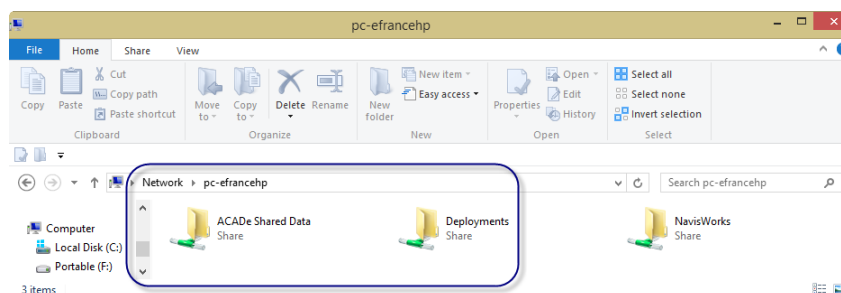 pc-efrancehp
File Home Share View
Copy
Paste
Cut
Copy path
Paste shortcut
Clipboard
Move to
Copy to
Delete
Rename
Organize
New folder
New item
Easy access
New
Properties
Open
Edit
History
Open
Select all
Select none
Invert selection
Select
Network pc-efrancehp
Search pc-efrancehp
Computer
Local Disk (C:)
Portable (F:)
ACADe Shared Data
Share
Deployments
Share
NavisWorks
Share
3 items